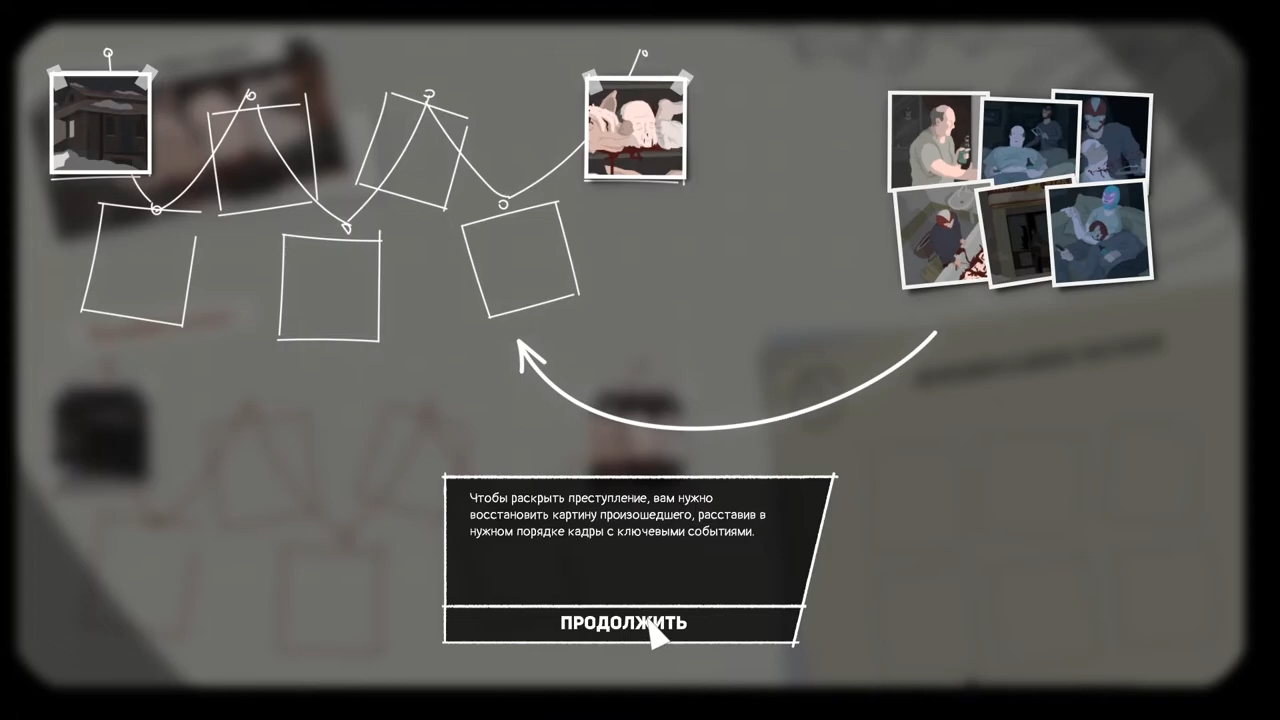 Чтобы раскрыть преступление, вам нужно
восстановить картину произошедшего, расставив в
нужном порядке кадры с ключевыми событиями.
ПРОДОЛЖИТЬ